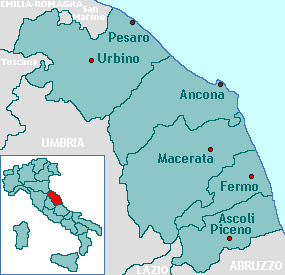 EMILIA-ROMAGNA
San
Marino
Pesaro
Urbino
Toscana
Ancona
UMBRIA
Macerata
Fermo
Ascoli
Piceno
LAZIO
ABRUZZO